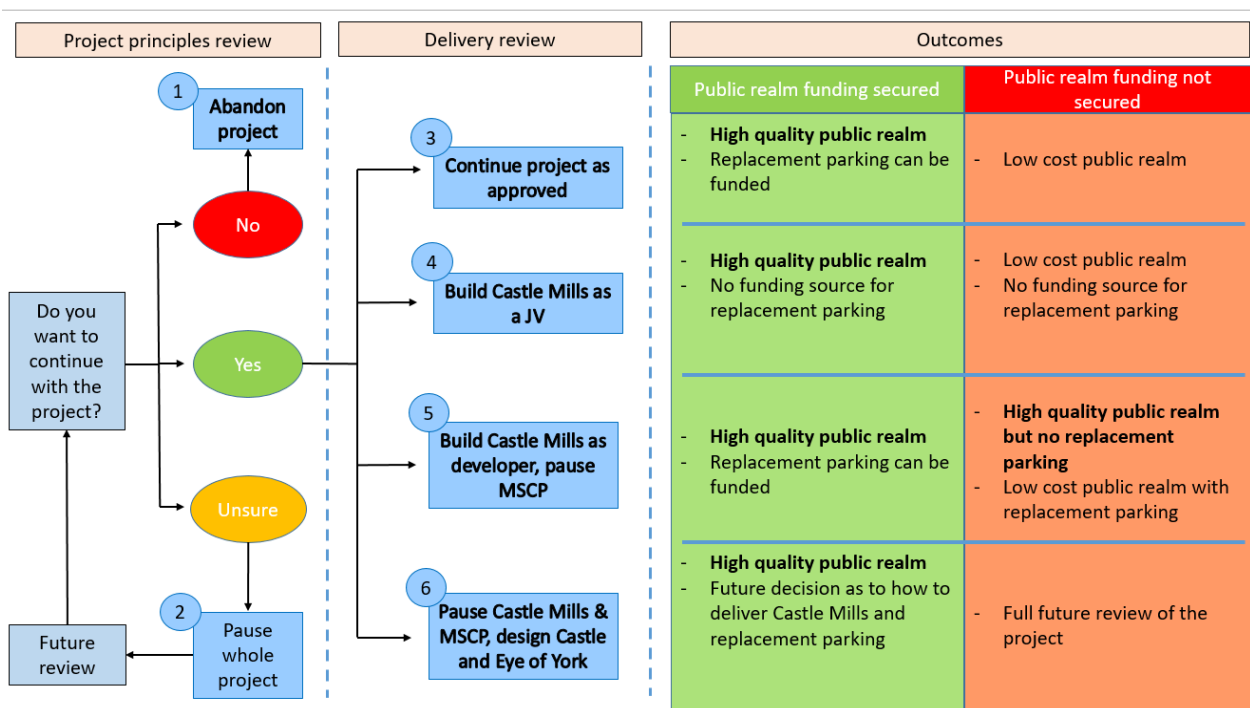 Project principles review
Delivery review
Outcomes
1
Abandon
project
No
Do you
want to
continue
with the
project?
Yes
Unsure
2
Pause
whole
project
Future
review
3
Continue project as
approved
4
Build Castle Mills as
a JV
5
Build Castle Mills as
developer, pause
MSCP
6
Pause Castle Mills &
MSCP, design Castle
and Eye of York
Public realm funding secured
Public realm funding not
secured
- High quality public realm
- Replacement parking can be
funded
- Low cost public realm
- High quality public realm
- No funding source for
replacement parking
- Low cost public realm
- No funding source for
replacement parking
- High quality public realm
- Replacement parking can be
funded
- High quality public realm
but no replacement
parking
- Low cost public realm with
replacement parking
- High quality public realm
- Future decision as to how to
deliver Castle Mills and
replacement parking
- Full future review of the
project